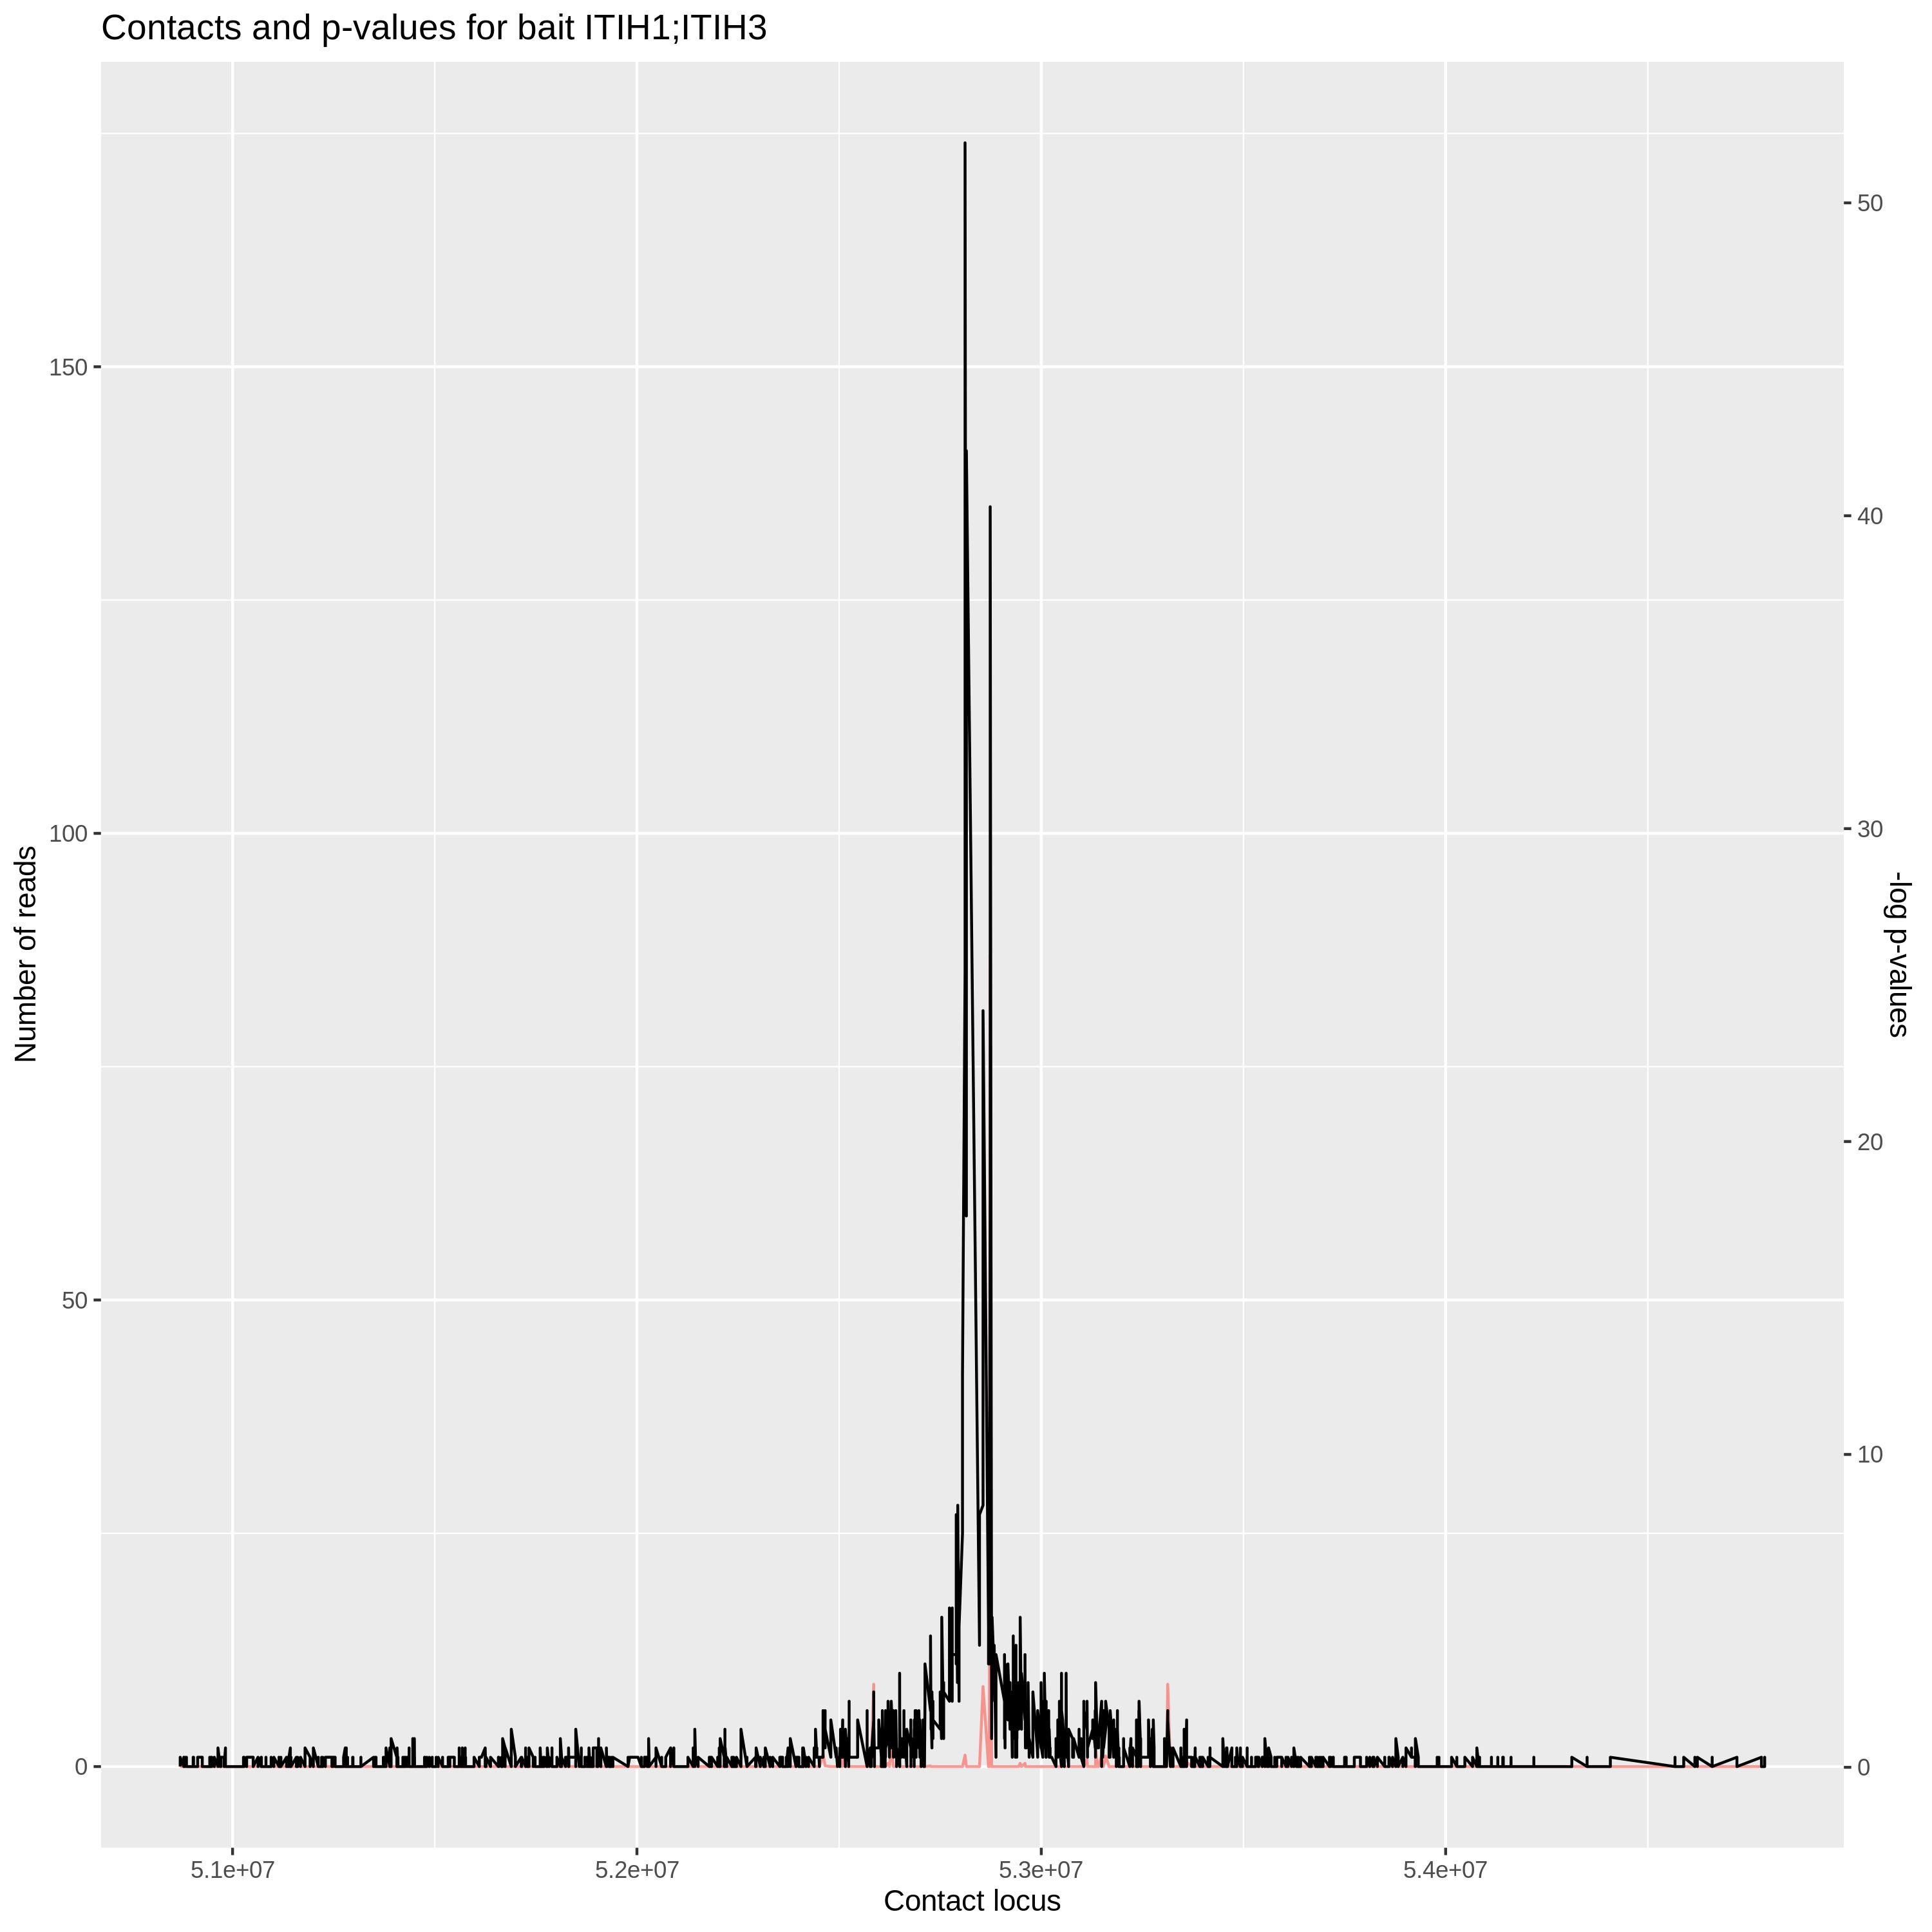 Contacts and p-values for bait ITIH1;ITIH3
Number of reads
150
100
50
0
50
40
30
20
10
0
-log p-values
5.1e+07 5.2e+07 5.3e+07 5.4e+07
Contact locus